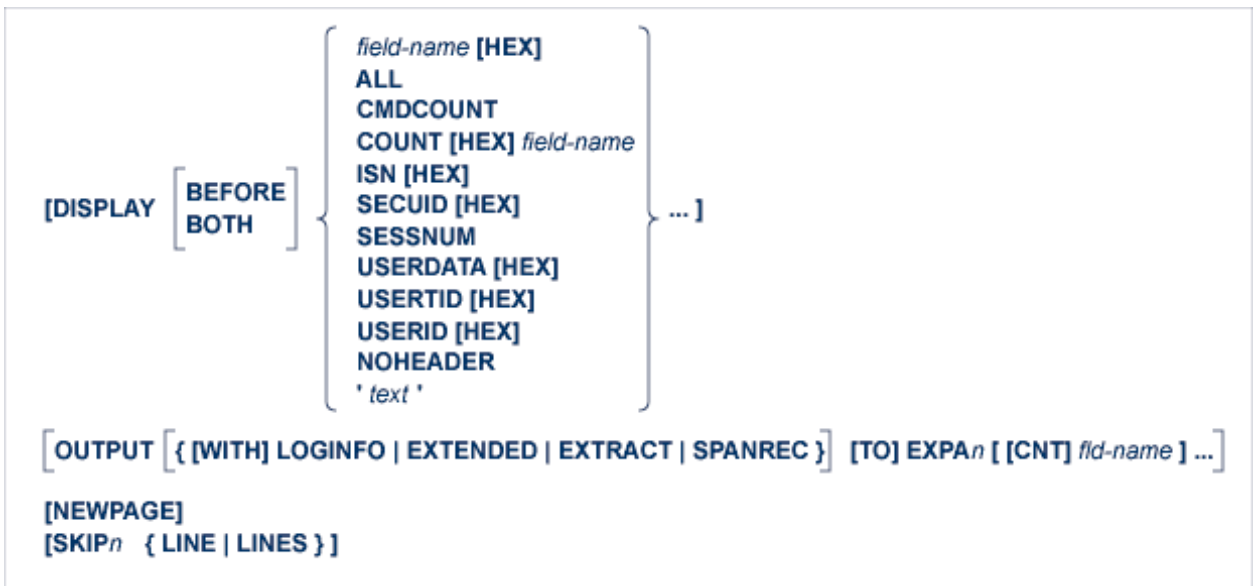 field-name [HEX]
ALL
CMDCOUNT
COUNT [HEX] field-name
ISN [HEX]
[DISPLAY [BEFORE BOTH] SECUID [HEX] ... ]
SESSNUM
USERDATA [HEX]
USERTID [HEX]
USERID [HEX]
NOHEADER
' text '
[OUTPUT [{ [WITH] LOGINFO | EXTENDED | EXTRACT | SPANREC }] [TO] EXPAn [ [CNT] fld-name ] ...]
[NEWPAGE]
[SKIPn { LINE | LINES } ]